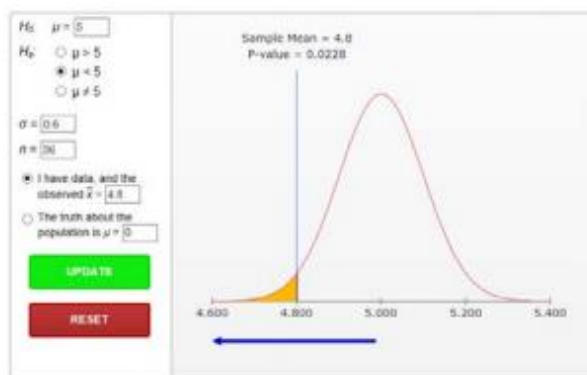 H₀: μ = 5
Hₐ: μ > 5
μ < 5
μ ≠ 5
σ = 0.6
n = 36
I have data, and the
observed x̄ = 4.8
The truth about the
population is μ = 0
UPDATE
RESET
Sample Mean = 4.8
P-value = 0.0228
4.600 4.800 5.000 5.200 5.400